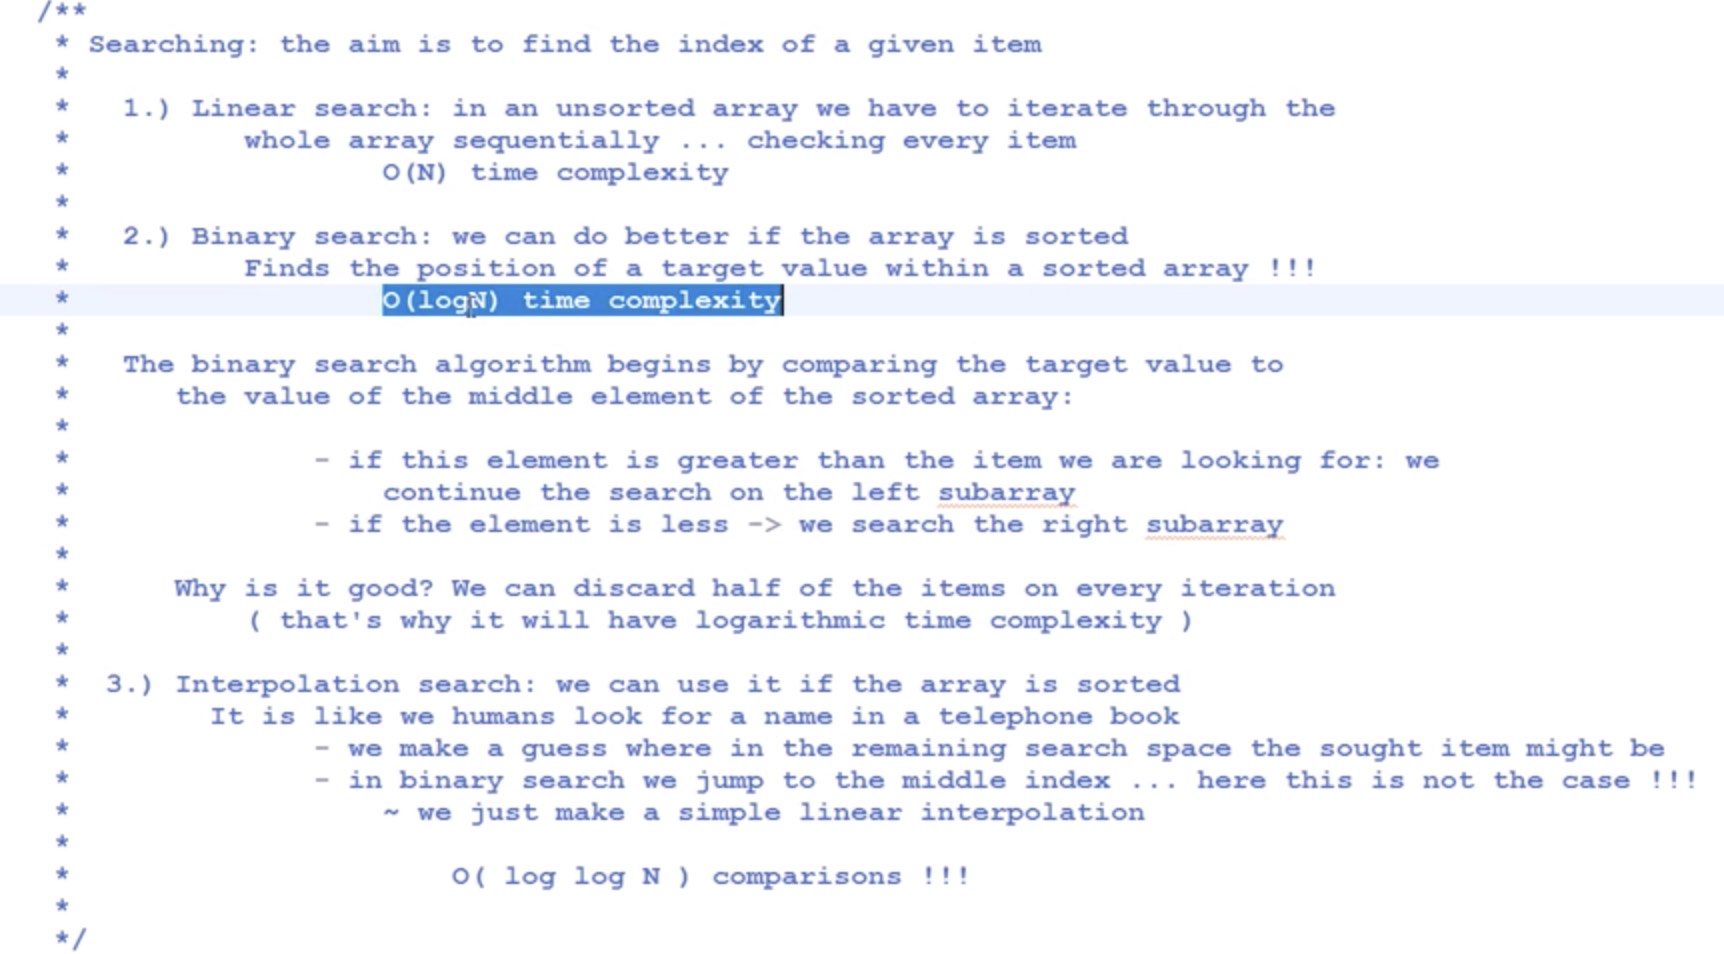 /**
* Searching: the aim is to find the index of a given item
*
* 1.) Linear search: in an unsorted array we have to iterate through the
* whole array sequentially ... checking every item
* O(N) time complexity
*
* 2.) Binary search: we can do better if the array is sorted
* Finds the position of a target value within a sorted array !!!
* O(logN) time complexity
*
* The binary search algorithm begins by comparing the target value to
* the value of the middle element of the sorted array:
*
* - if this element is greater than the item we are looking for: we
* continue the search on the left subarray
* - if the element is less -> we search the right subarray
*
* Why is it good? We can discard half of the items on every iteration
* ( that's why it will have logarithmic time complexity )
*
* 3.) Interpolation search: we can use it if the array is sorted
* It is like we humans look for a name in a telephone book
* - we make a guess where in the remaining search space the sought item might be
* - in binary search we jump to the middle index ... here this is not the case !!!
* ~ we just make a simple linear interpolation
*
* O( log log N ) comparisons !!!
*
*/